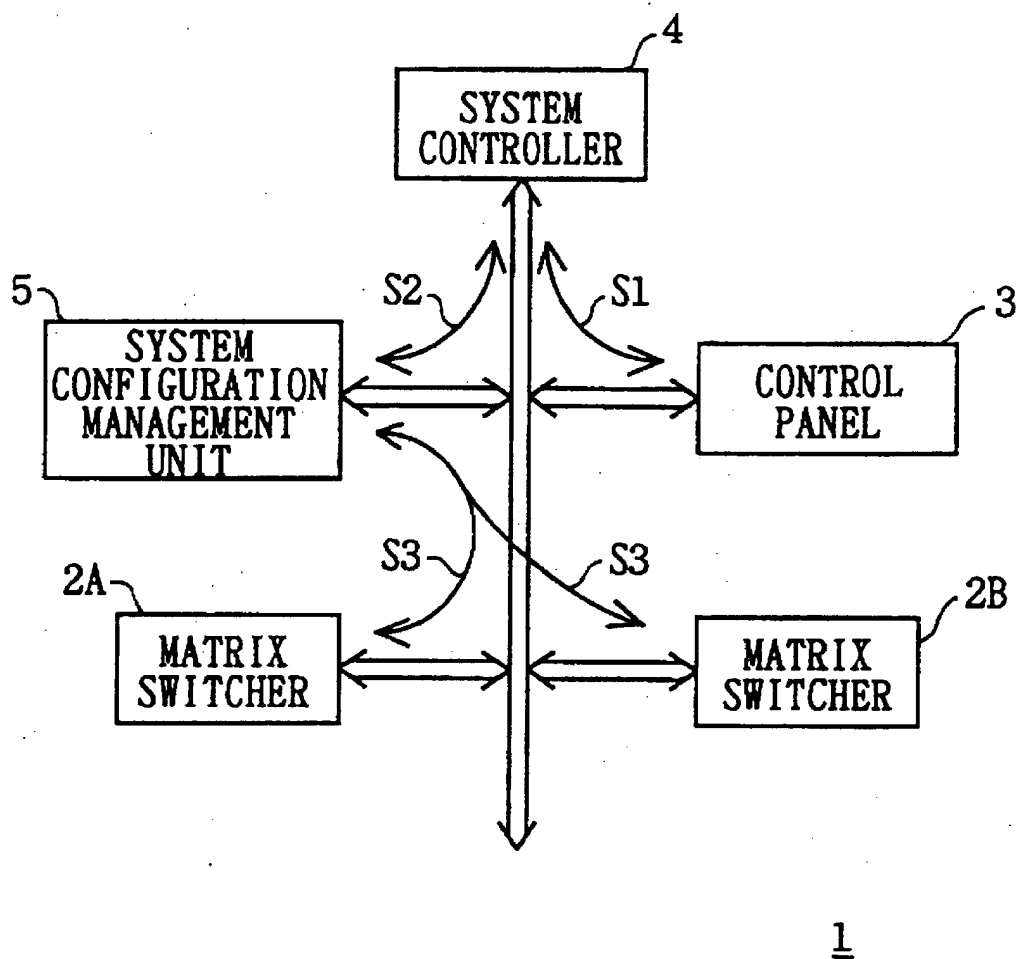 4
SYSTEM
CONTROLLER
S2
S1
5
3
SYSTEM
CONFIGURATION
MANAGEMENT
UNIT
CONTROL
PANEL
S3
S3
2A
2B
MATRIX
SWITCHER
MATRIX
SWITCHER
1